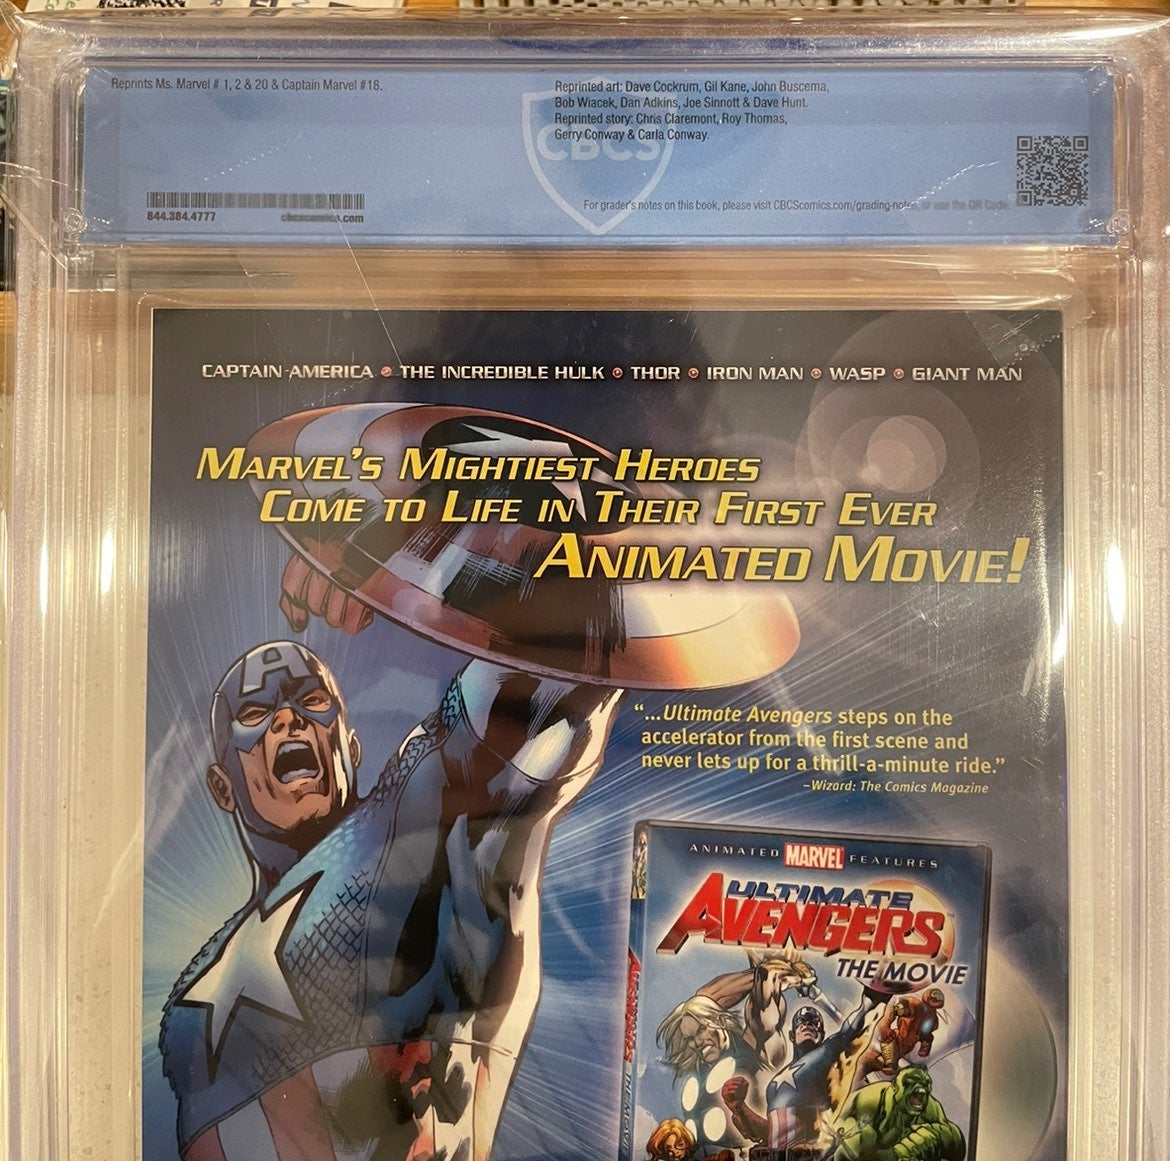 Reprints Ms. Marvel # 1, 2 & 20 & Captain Marvel #18.
Reprinted art: Dave Cockrum, Gil Kane, John Buscema,
Bob Wiacek, Dan Adkins, Joe Sinnott & Dave Hunt.
Reprinted story: Chris Claremont, Roy Thomas,
Gerry Conway & Carla Conway.
CBCS
844.384.4777 cbcscomics.com
For grader's notes on this book, please visit CBCScomics.com/grading-notes, or use the QR Code.
CAPTAIN AMERICA • THE INCREDIBLE HULK • THOR • IRON MAN • WASP • GIANT MAN
MARVEL'S MIGHTIEST HEROES
COME TO LIFE IN THEIR FIRST EVER
ANIMATED MOVIE!
A
“...Ultimate Avengers steps on the
accelerator from the first scene and
never lets up for a thrill-a-minute ride.”
–Wizard: The Comics Magazine
ANIMATED MARVEL FEATURES
ULTIMATE
AVENGERS™
THE MOVIE
AVENGERS THE MOVIE